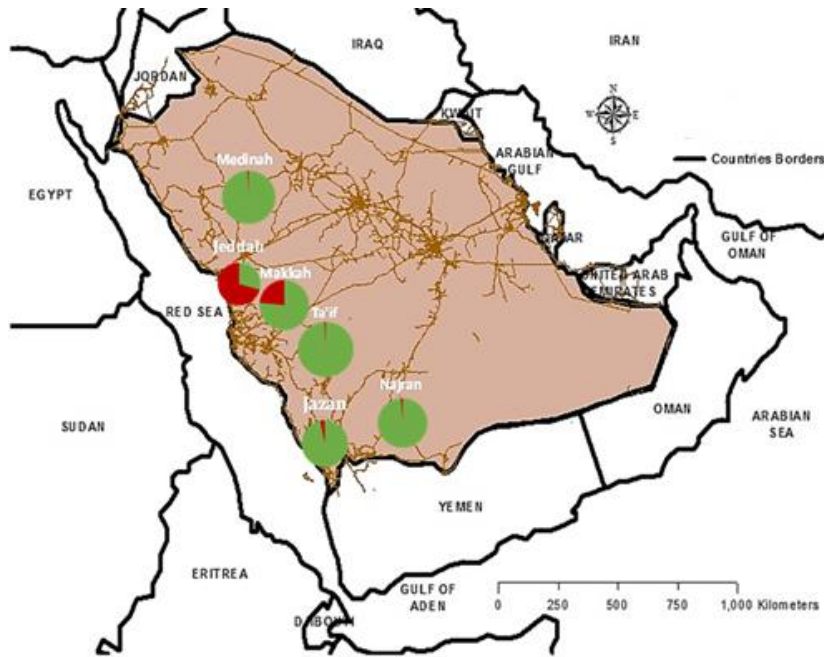 IRAQ
IRAN
JORDAN
KUWAIT
ARABIAN
GULF
Countries Borders
Medinah
EGYPT
QATAR
GULF OF
OMAN
Jeddah
Makkah
UNITED ARAB
EMIRATES
RED SEA
Ta'if
Najran
Jazan
OMAN
ARABIAN
SEA
SUDAN
YEMEN
ERITREA
GULF OF
ADEN
DJIBOUTI
0 250 500 750 1,000 Kilometers
N
W E
S